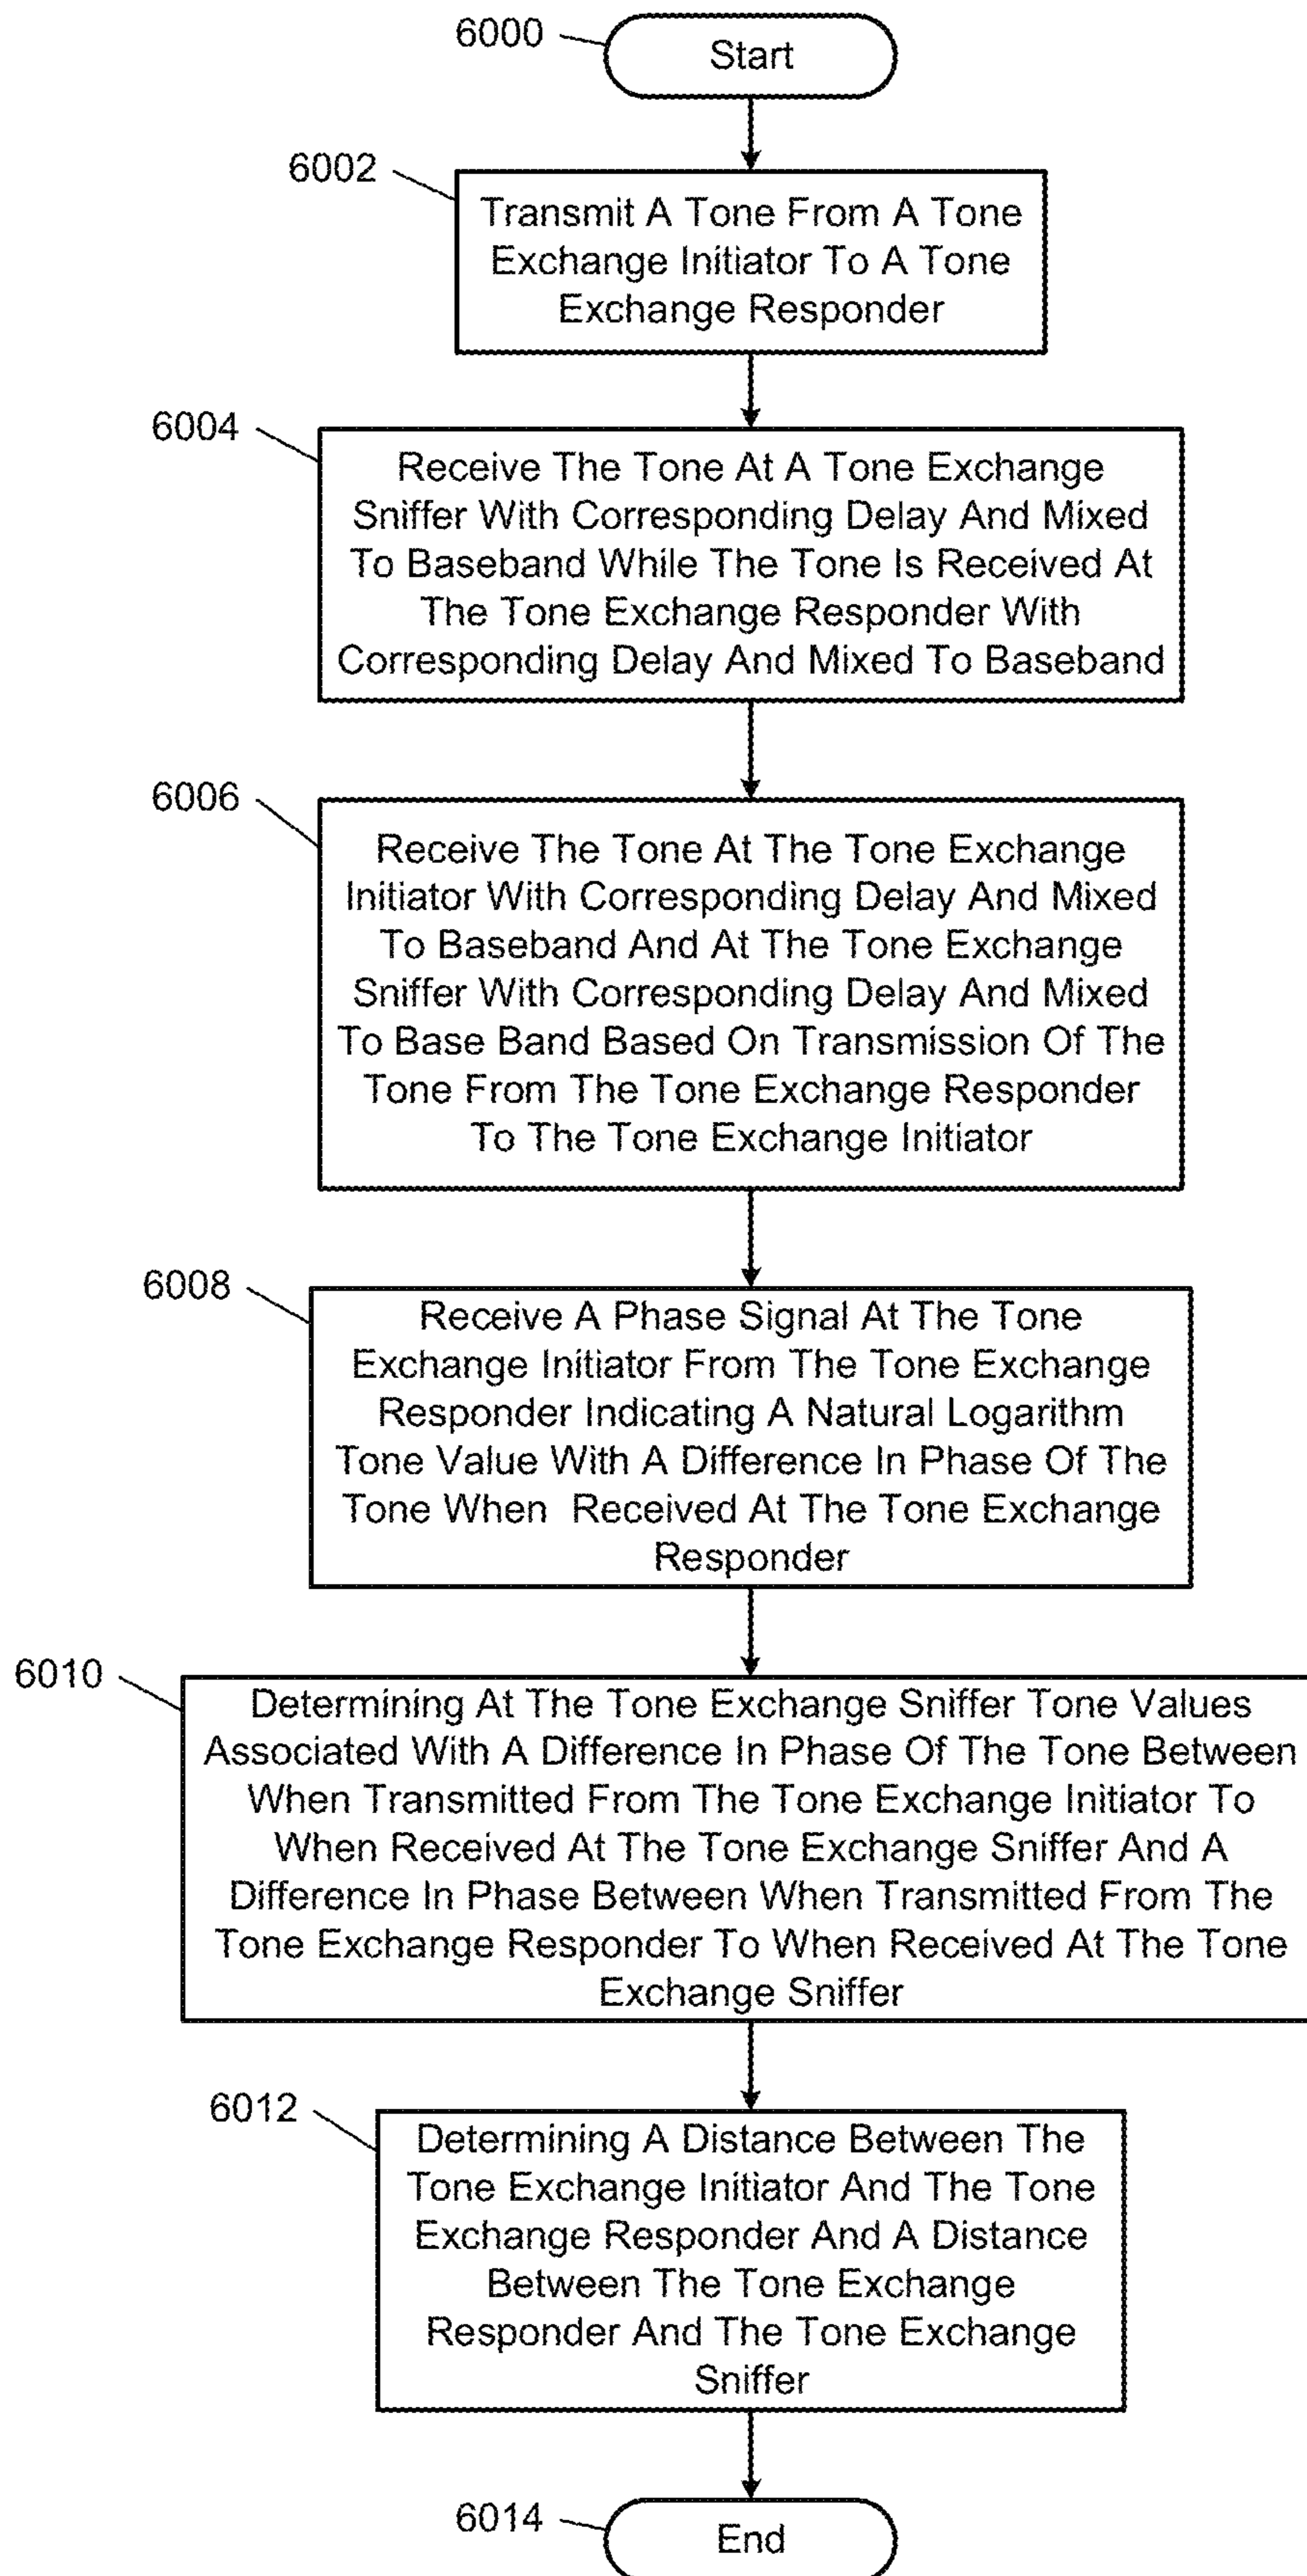 6000
Start
6002
Transmit A Tone From A Tone
Exchange Initiator To A Tone
Exchange Responder
6004
Receive The Tone At A Tone Exchange
Sniffer With Corresponding Delay And Mixed
To Baseband While The Tone Is Received At
The Tone Exchange Responder With
Corresponding Delay And Mixed To Baseband
6006
Receive The Tone At The Tone Exchange
Initiator With Corresponding Delay And Mixed
To Baseband And At The Tone Exchange
Sniffer With Corresponding Delay And Mixed
To Base Band Based On Transmission Of The
Tone From The Tone Exchange Responder
To The Tone Exchange Initiator
6008
Receive A Phase Signal At The Tone
Exchange Initiator From The Tone Exchange
Responder Indicating A Natural Logarithm
Tone Value With A Difference In Phase Of The
Tone When Received At The Tone Exchange
Responder
6010
Determining At The Tone Exchange Sniffer Tone Values
Associated With A Difference In Phase Of The Tone Between
When Transmitted From The Tone Exchange Initiator To
When Received At The Tone Exchange Sniffer And A
Difference In Phase Between When Transmitted From The
Tone Exchange Responder To When Received At The Tone
Exchange Sniffer
6012
Determining A Distance Between The
Tone Exchange Initiator And The Tone
Exchange Responder And A Distance
Between The Tone Exchange
Responder And The Tone Exchange
Sniffer
6014
End